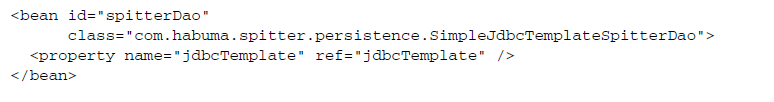 <bean id="spitterDao"
      class="com.habuma.spitter.persistence.SimpleJdbcTemplateSpitterDao">
  <property name="jdbcTemplate" ref="jdbcTemplate" />
</bean>